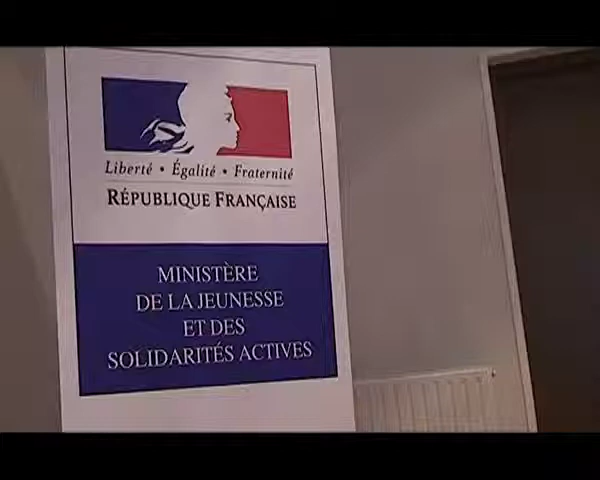 Liberté • Égalité • Fraternité
RÉPUBLIQUE FRANÇAISE
MINISTÈRE
DE LA JEUNESSE
ET DES
SOLIDARITÉS ACTIVES